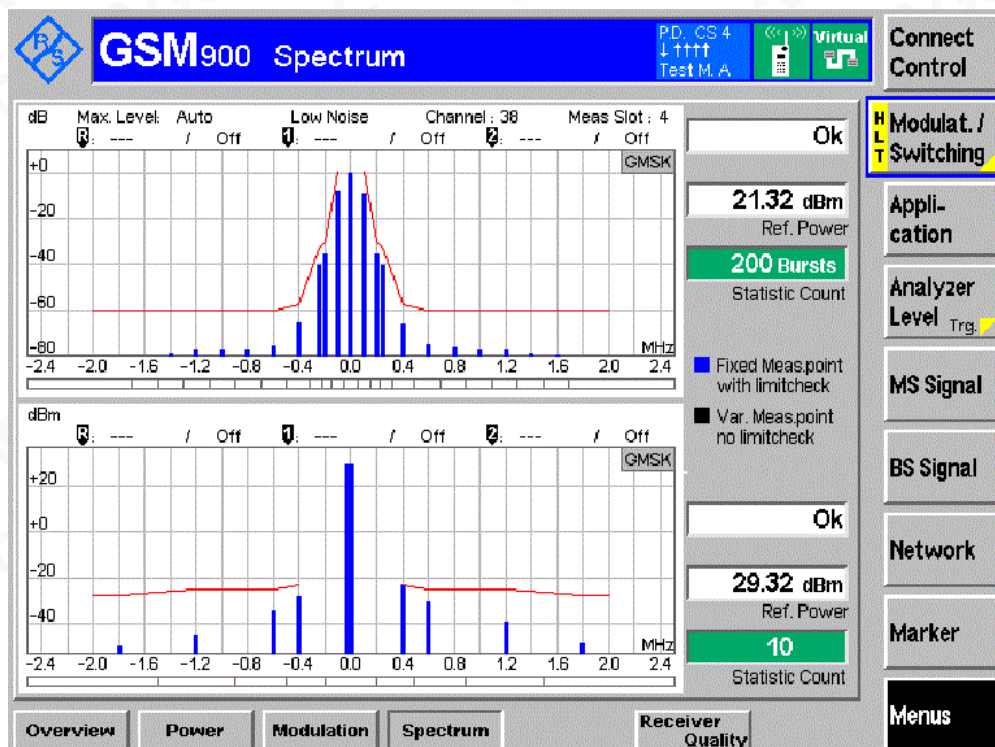 R/S
GSM900 Spectrum
P.D. CS 4
↓ ↑↑↑↑
Test M. A
Virtual
Connect
Control
dB Max. Level: Auto Low Noise Channel : 38 Meas Slot : 4
R: --- / Off 1: --- / Off 2: --- / Off
GMSK
+0
-20
-40
-60
-80
MHz
-2.4 -2.0 -1.6 -1.2 -0.8 -0.4 0.0 0.4 0.8 1.2 1.6 2.0 2.4
Ok
21.32 dBm
Ref. Power
200 Bursts
Statistic Count
Fixed Meas.point
with limitcheck
Var. Meas.point
no limitcheck
dBm
R: --- / Off 1: --- / Off 2: --- / Off
GMSK
+20
+0
-20
-40
MHz
-2.4 -2.0 -1.6 -1.2 -0.8 -0.4 0.0 0.4 0.8 1.2 1.6 2.0 2.4
Ok
29.32 dBm
Ref. Power
10
Statistic Count
HLT
Modulat. /
Switching
Appli-
cation
Analyzer
Level Trg.
MS Signal
BS Signal
Network
Marker
Menus
Overview
Power
Modulation
Spectrum
Receiver
Quality